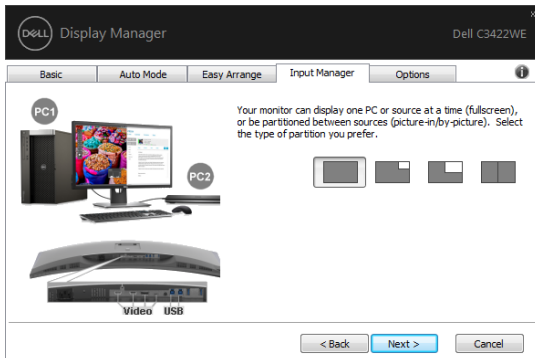 DELL Display Manager
Dell C3422WE
Basic
Auto Mode
Easy Arrange
Input Manager
Options
PC1
PC2
Video USB
Your monitor can display one PC or source at a time (fullscreen),
or be partitioned between sources (picture-in/by-picture). Select
the type of partition you prefer.
< Back
Next >
Cancel